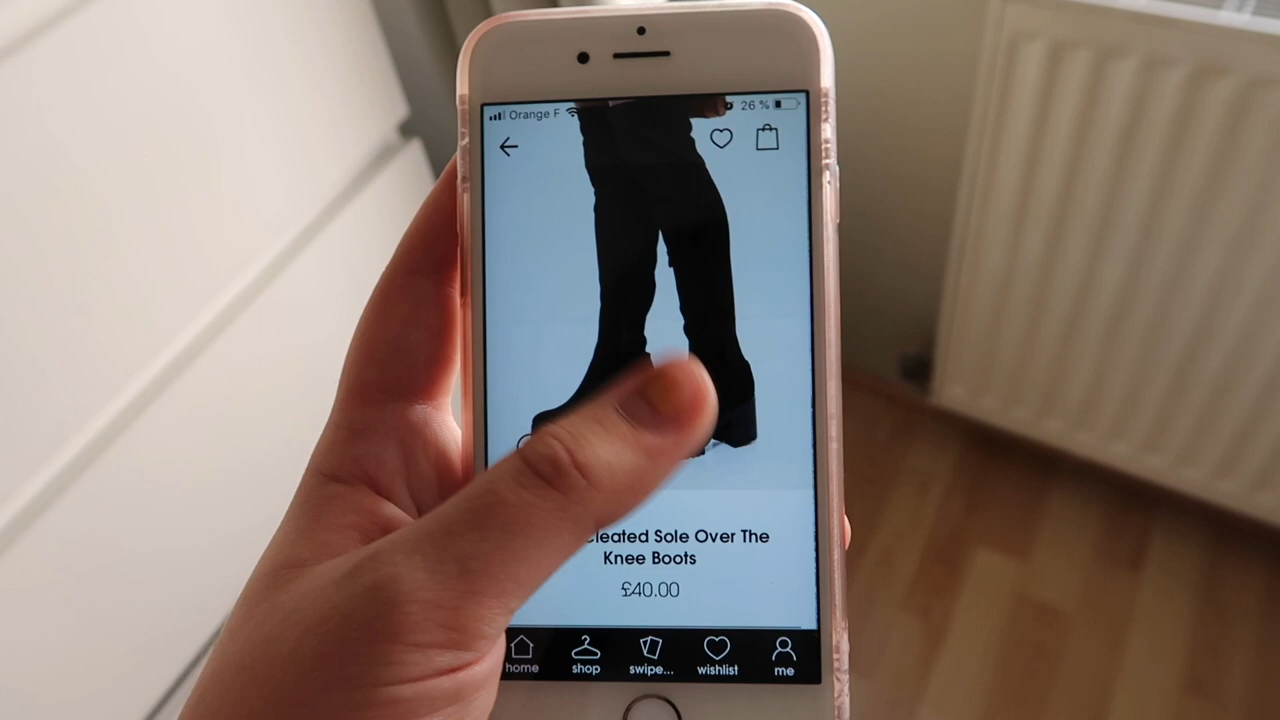 Orange F 26 %
Cleated Sole Over The
Knee Boots
£40.00
home shop swipe... wishlist me